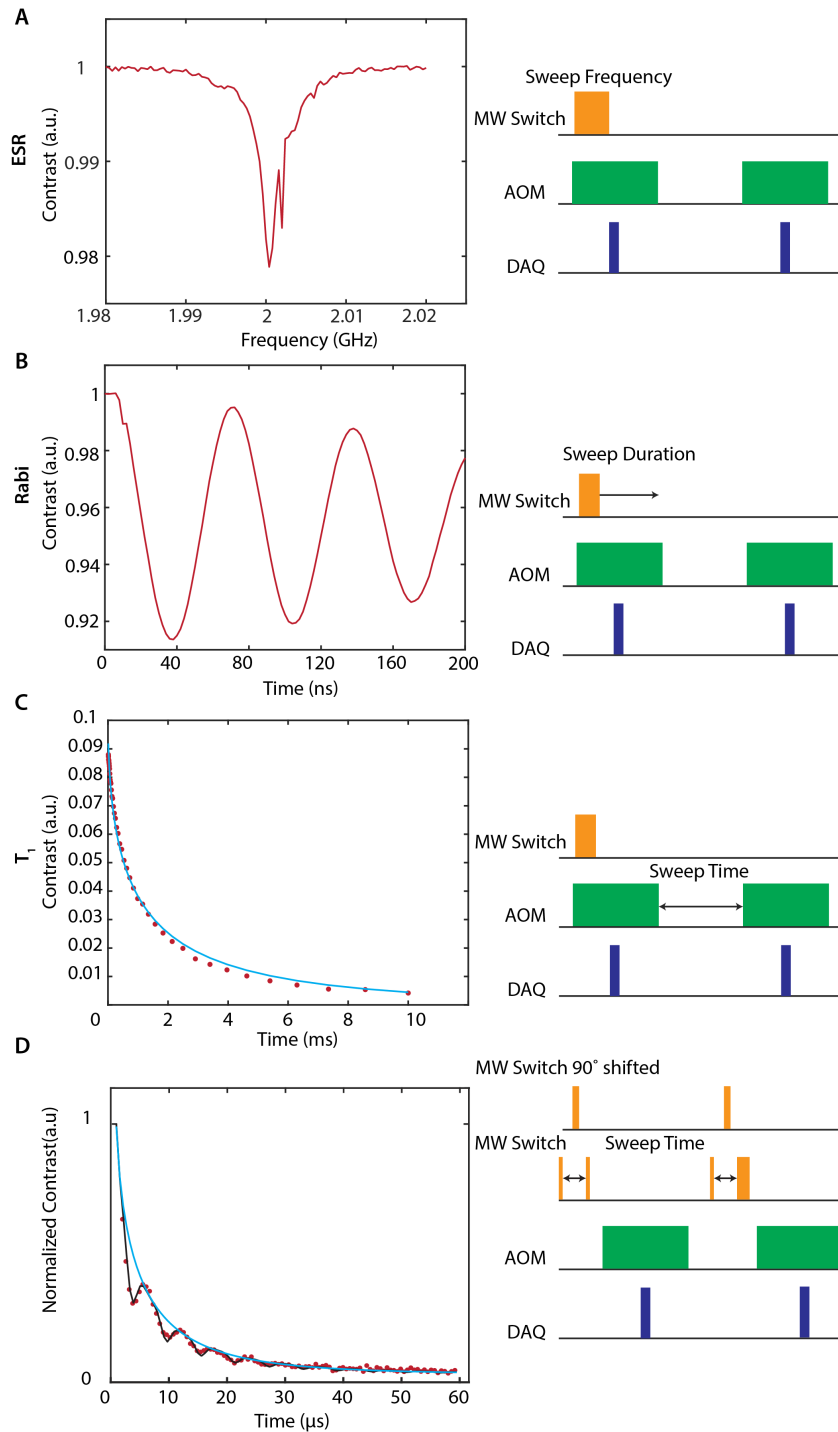 A
ESR
Contrast (a.u.)
1
0.99
0.98
1.98
1.99
2
2.01
2.02
Frequency (GHz)
Sweep Frequency
MW Switch
AOM
DAQ
B
Rabi
Contrast (a.u.)
1
0.98
0.96
0.94
0.92
0
40
80
120
160
200
Time (ns)
Sweep Duration
MW Switch
AOM
DAQ
C
T1
Contrast (a.u.)
0.1
0.09
0.08
0.07
0.06
0.05
0.04
0.03
0.02
0.01
0
2
4
6
8
10
Time (ms)
MW Switch
Sweep Time
AOM
DAQ
D
Normalized Contrast(a.u)
1
0
0
10
20
30
40
50
60
Time (µs)
MW Switch 90° shifted
MW Switch
Sweep Time
AOM
DAQ